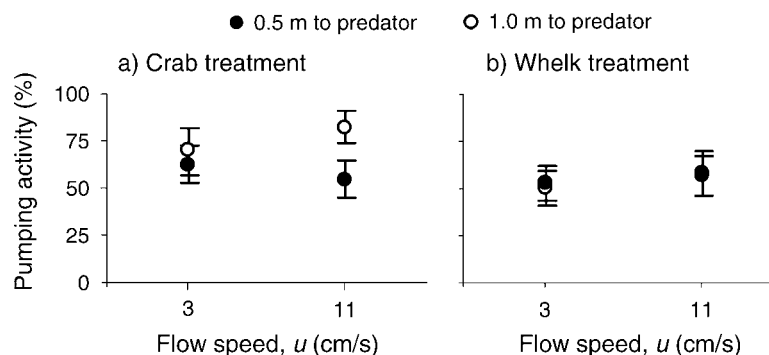 0.5 m to predator
1.0 m to predator
a) Crab treatment
b) Whelk treatment
Pumping activity (%)
100
75
50
25
0
3
11
3
11
Flow speed, u (cm/s)
Flow speed, u (cm/s)